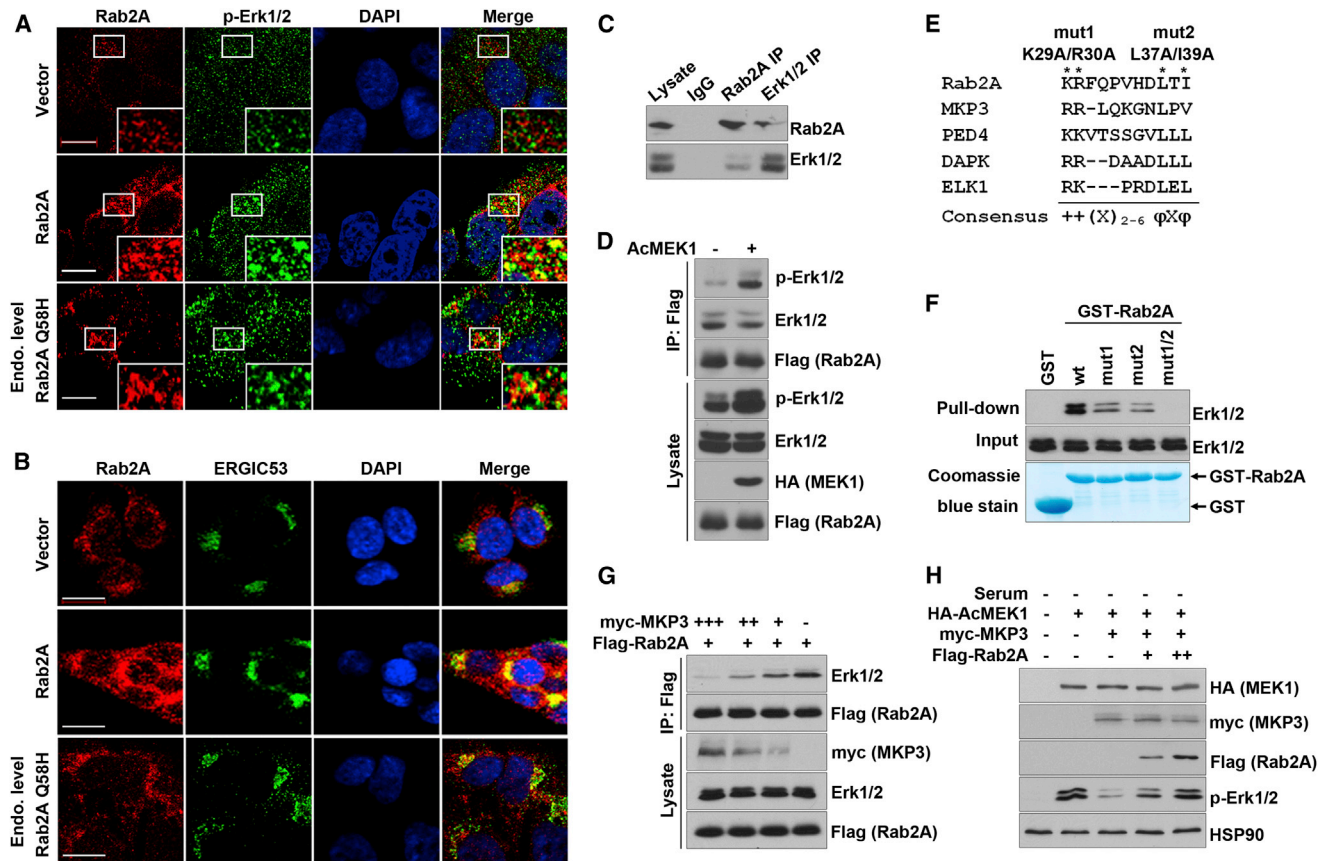 A
Rab2A p-Erk1/2 DAPI Merge
Vector
Rab2A
Endo. level
Rab2A Q58H
B
Rab2A ERGIC53 DAPI Merge
Vector
Rab2A
Endo. level
Rab2A Q58H
C
Lysate IgG Rab2A IP Erk1/2 IP
Rab2A
Erk1/2
D
AcMEK1 - +
IP: Flag
p-Erk1/2
Erk1/2
Flag (Rab2A)
Lysate
p-Erk1/2
Erk1/2
HA (MEK1)
Flag (Rab2A)
E
mut1 mut2
K29A/R30A L37A/I39A
** * *
Rab2A KRFQPVHDLTI
MKP3 RR-LQKGNLPV
PED4 KKVTSSGVLLL
DAPK RR--DAADLLL
ELK1 RK---PRDLEL
Consensus ++(X)2-6 φXφ
F
GST-Rab2A
GST wt mut1 mut2 mut1/2
Pull-down Erk1/2
Input Erk1/2
Coomassie GST-Rab2A
blue stain GST
G
myc-MKP3 +++ ++ + -
Flag-Rab2A + + + +
IP: Flag
Erk1/2
Flag (Rab2A)
Lysate
myc (MKP3)
Erk1/2
Flag (Rab2A)
H
Serum - - - - -
HA-AcMEK1 - + + + +
myc-MKP3 - - + + +
Flag-Rab2A - - - + ++
HA (MEK1)
myc (MKP3)
Flag (Rab2A)
p-Erk1/2
HSP90